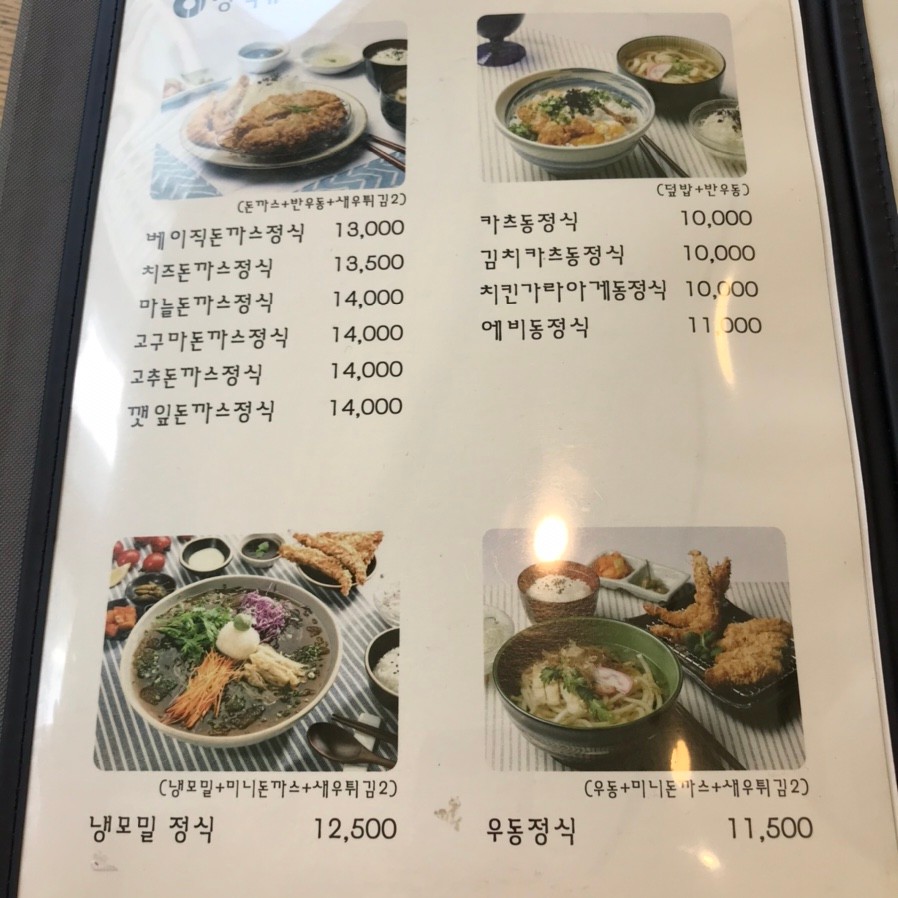 정식
(돈까스+반우동+새우튀김2)
베이직돈까스정식 13,000
치즈돈까스정식 13,500
마늘돈까스정식 14,000
고구마돈까스정식 14,000
고추돈까스정식 14,000
깻잎돈까스정식 14,000
(덮밥+반우동)
카츠동정식 10,000
김치카츠동정식 10,000
치킨가라아게동정식 10,000
에비동정식 11,000
(냉모밀+미니돈까스+새우튀김2)
냉모밀 정식 12,500
(우동+미니돈까스+새우튀김2)
우동정식 11,500